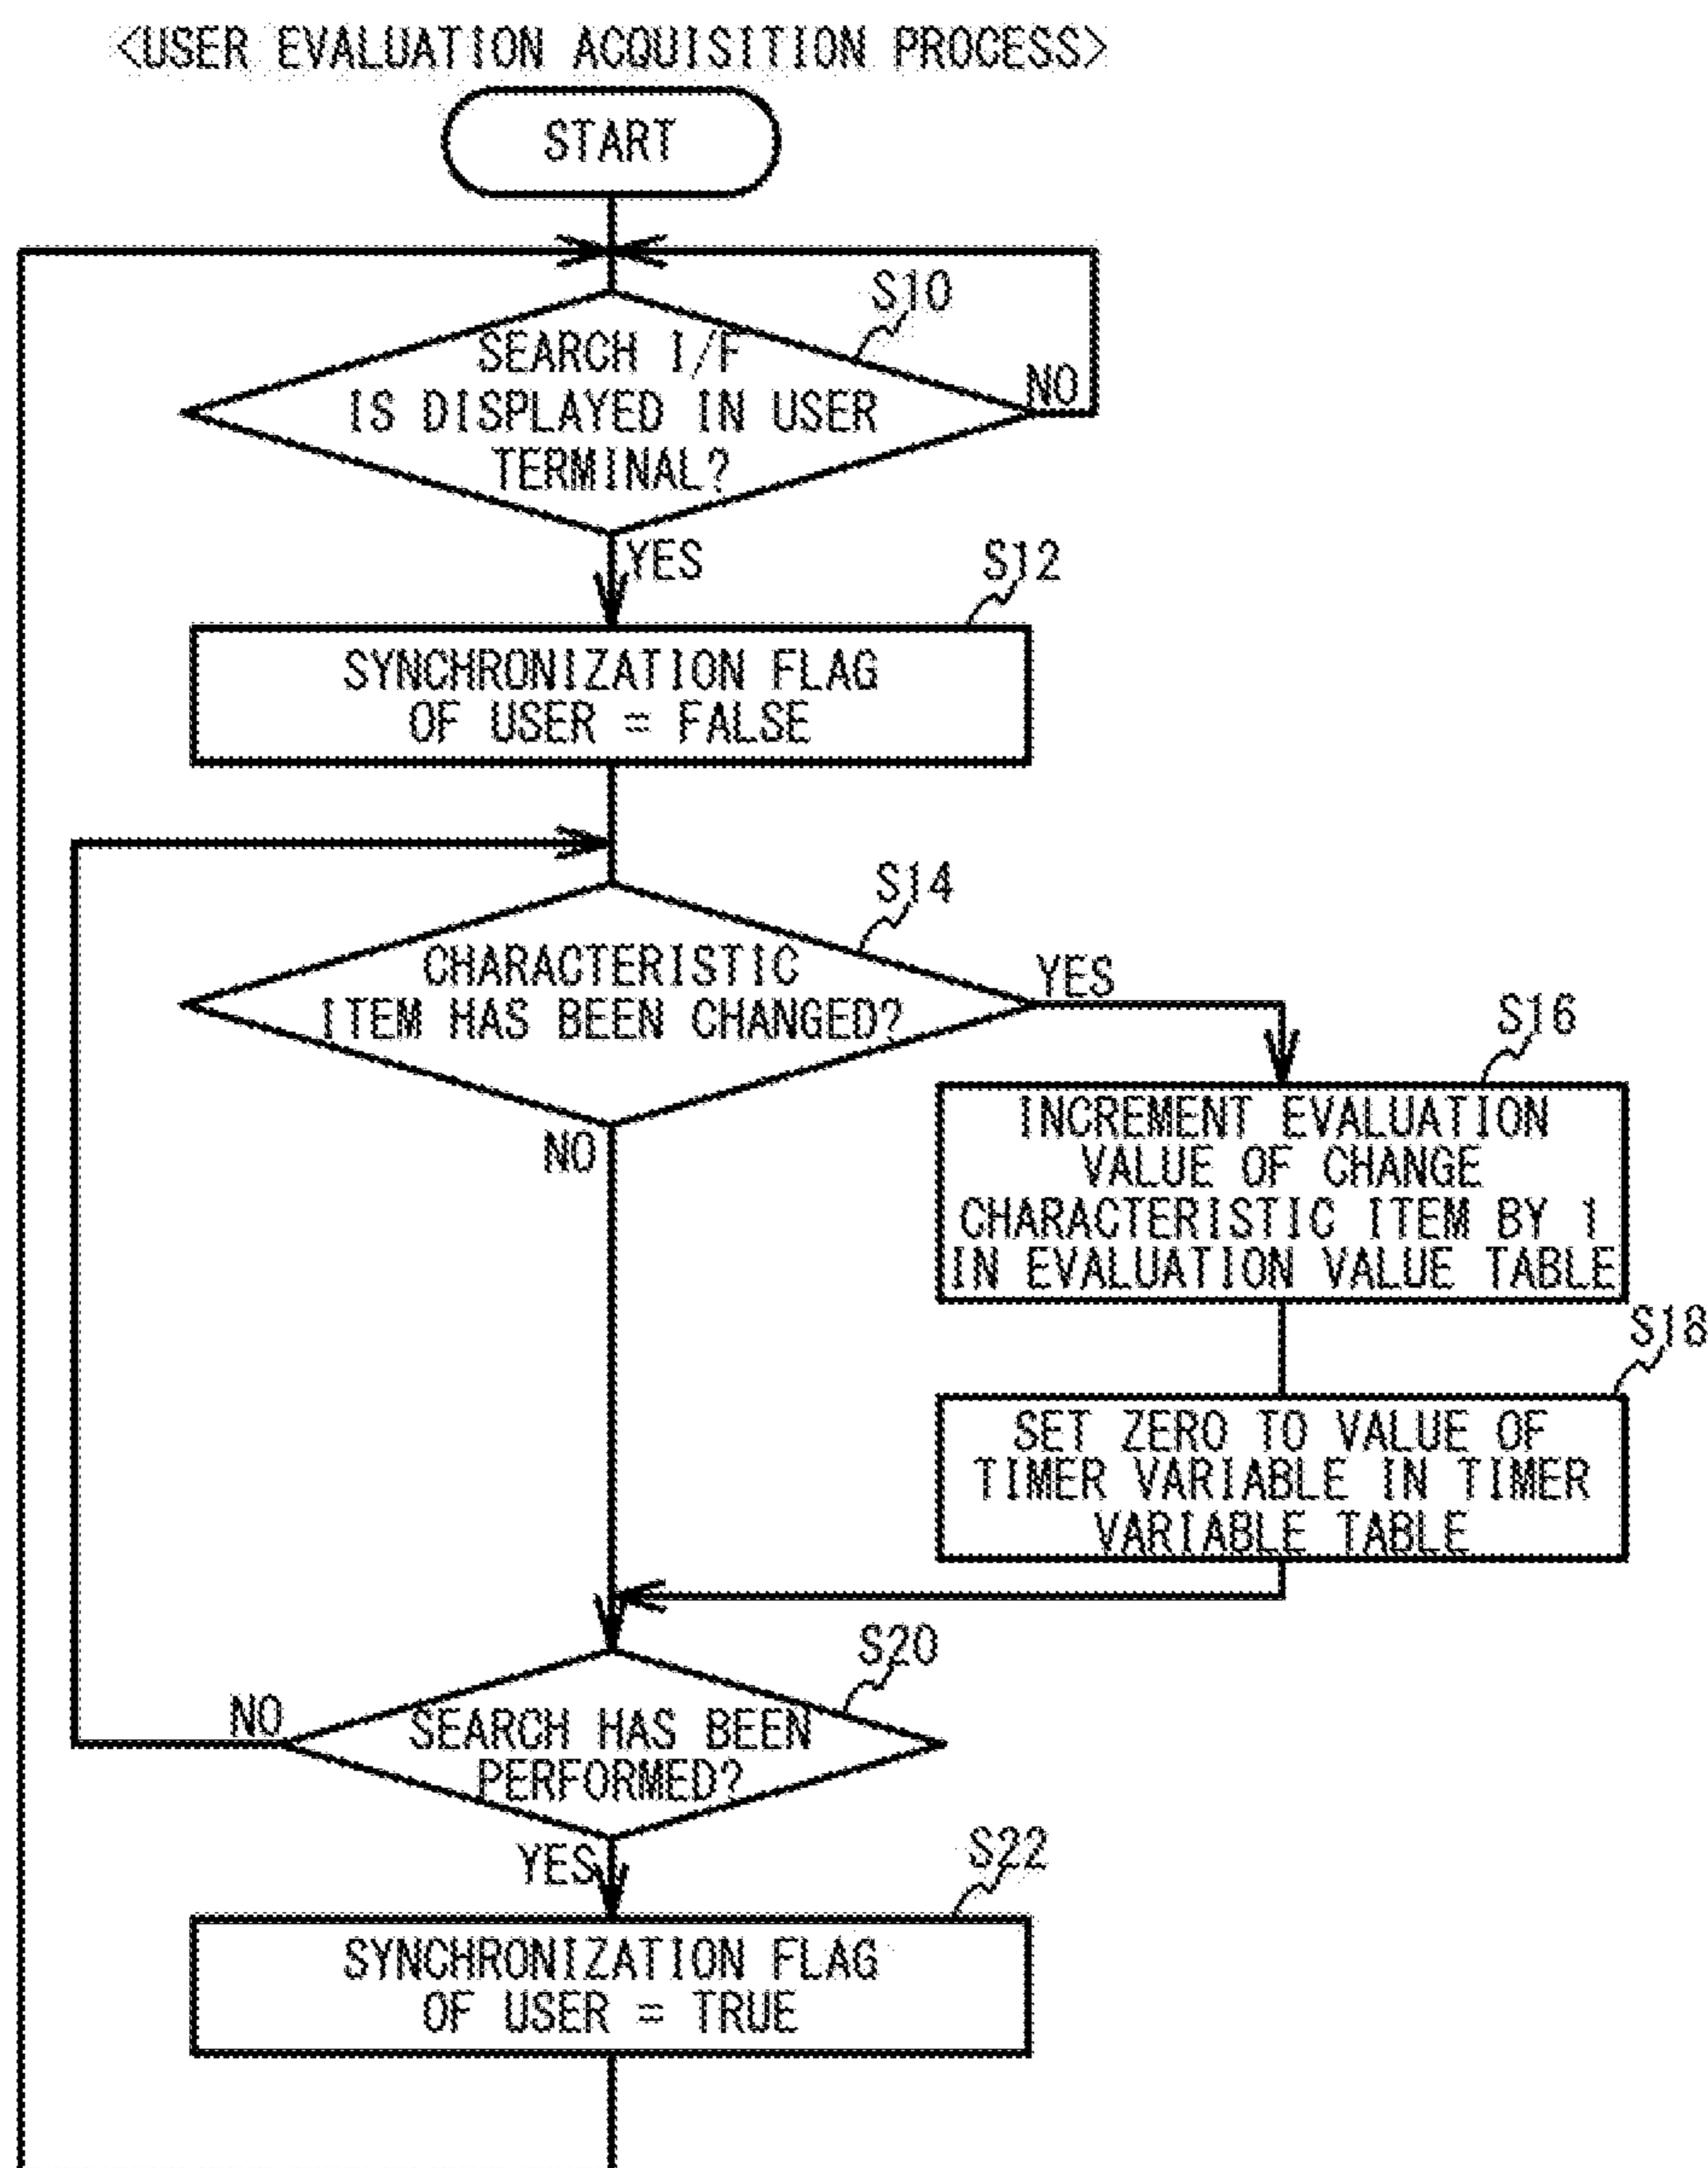 <USER EVALUATION ACQUISITION PROCESS>
START
S10
SEARCH I/F
IS DISPLAYED IN USER
TERMINAL?
NO
YES
S12
SYNCHRONIZATION FLAG
OF USER = FALSE
S14
CHARACTERISTIC
ITEM HAS BEEN CHANGED?
YES
NO
S16
INCREMENT EVALUATION
VALUE OF CHANGE
CHARACTERISTIC ITEM BY 1
IN EVALUATION VALUE TABLE
S18
SET ZERO TO VALUE OF
TIMER VARIABLE IN TIMER
VARIABLE TABLE
S20
NO
SEARCH HAS BEEN
PERFORMED?
YES
S22
SYNCHRONIZATION FLAG
OF USER = TRUE